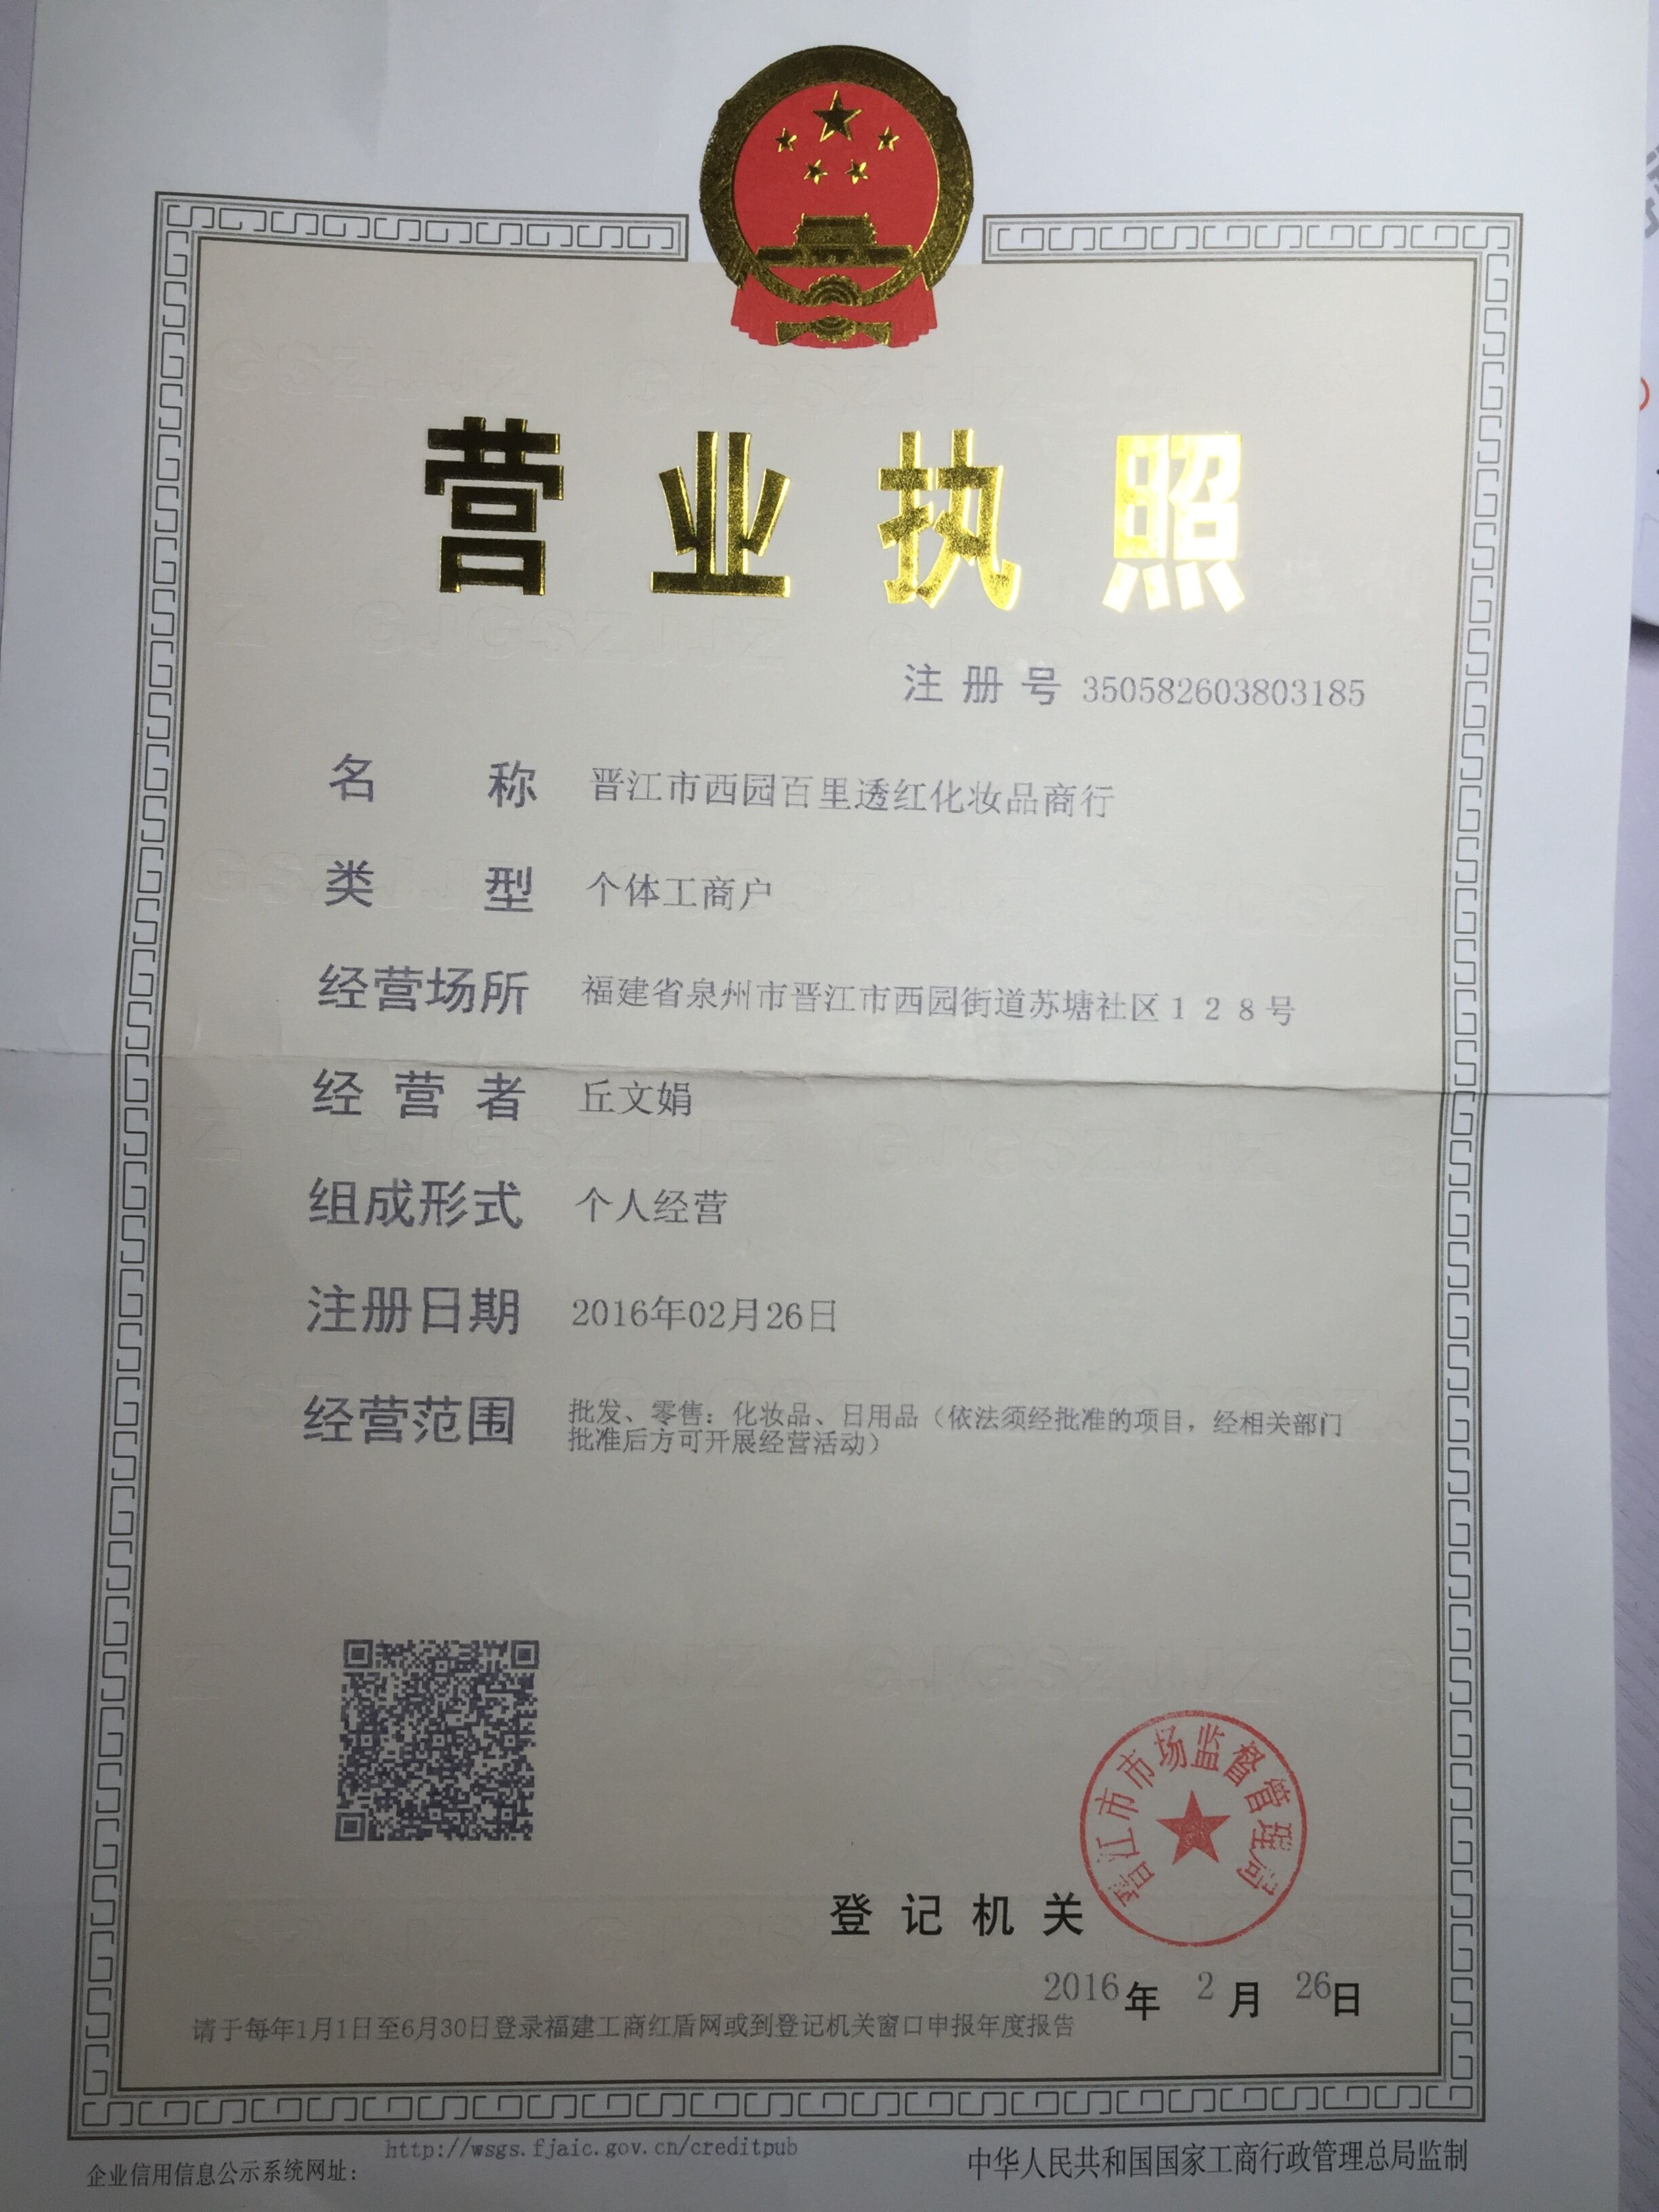 营业执照
注册号 350582603803185
名称 晋江市西园百里透红化妆品商行
类型 个体工商户
经营场所 福建省泉州市晋江市西园街道苏塘社区128号
经营者 丘文娟
组成形式 个人经营
注册日期 2016年02月26日
经营范围 批发、零售：化妆品、日用品（依法须经批准的项目，经相关部门
批准后方可开展经营活动）
晋江市市场监督管理局
登记机关
2016年 2月 26日
请于每年1月1日至6月30日登录福建工商红盾网或到登记机关窗口申报年度报告
企业信用信息公示系统网址： http://wsgs.fjaic.gov.cn/creditpub
中华人民共和国国家工商行政管理总局监制